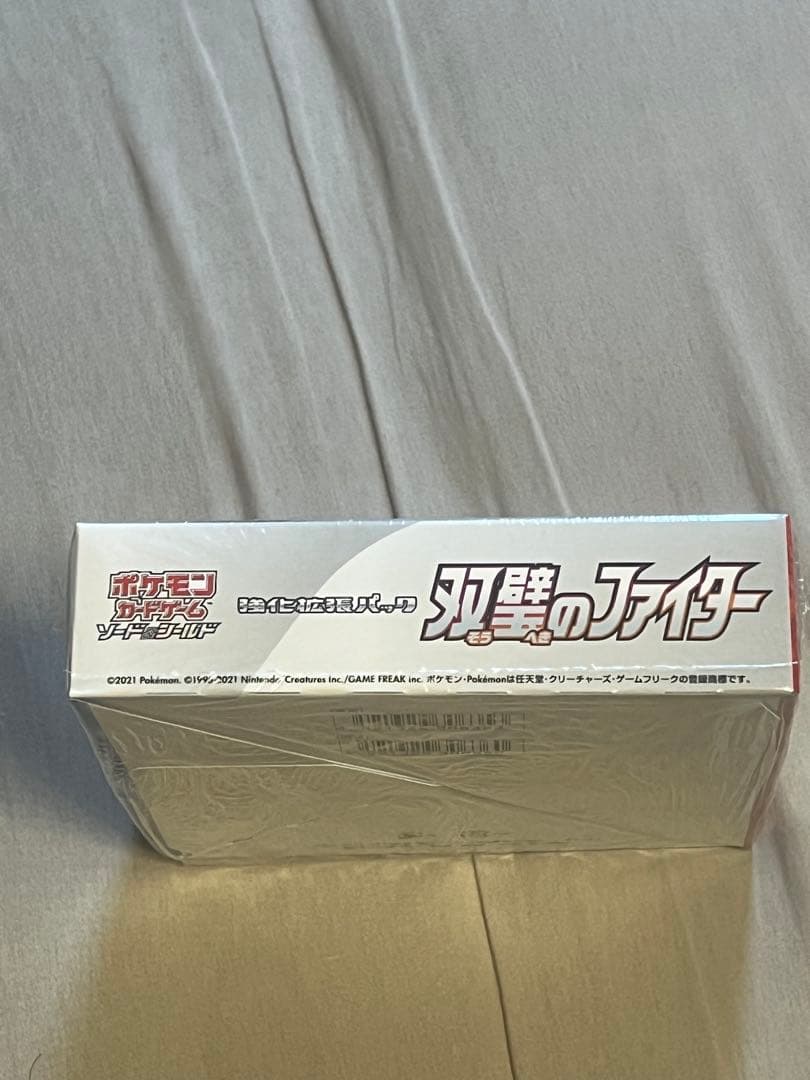 ポケモン
カードゲーム
ソード&シールド
強化拡張パック
双璧のファイター
そう へき
©2021 Pokémon. ©1995-2021 Nintendo/Creatures Inc./GAME FREAK inc. ポケモン・Pokémonは任天堂・クリーチャーズ・ゲームフリークの登録商標です。